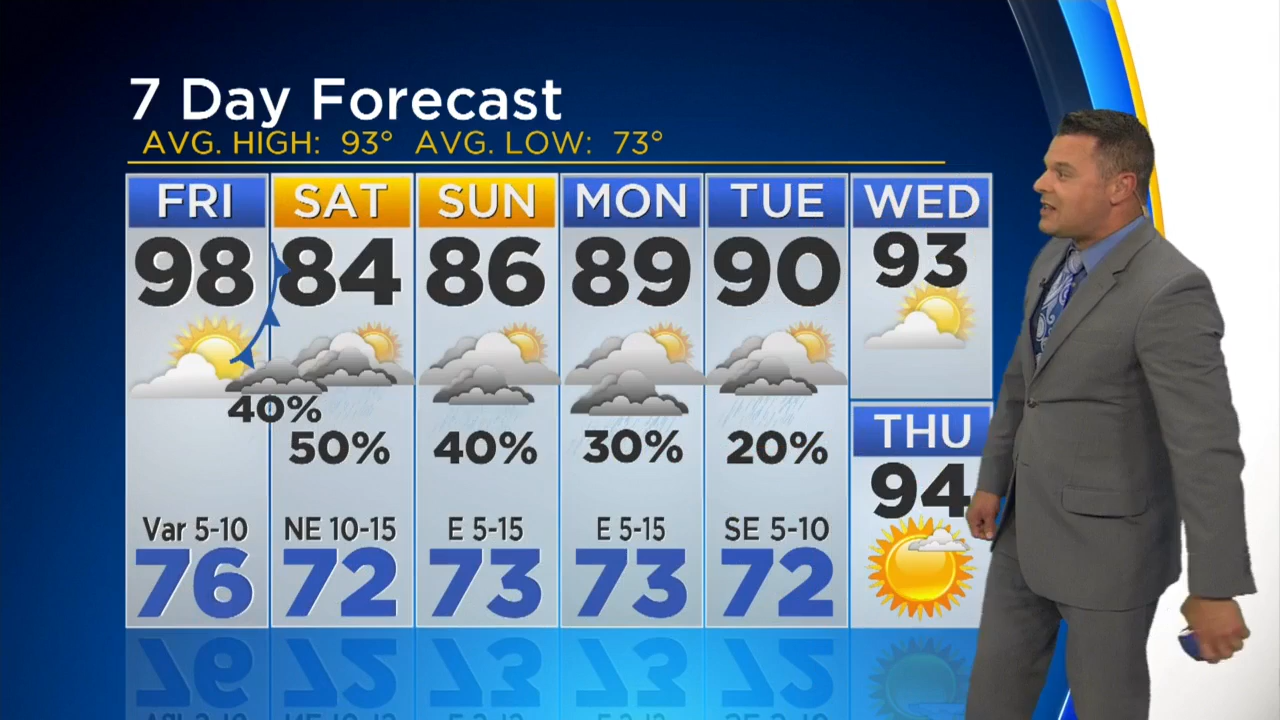 7 Day Forecast
AVG. HIGH: 93° AVG. LOW: 73°
FRI SAT SUN MON TUE WED
98 84 86 89 90 93
40%
50% 40% 30% 20%
THU
94
Var 5-10 NE 10-15 E 5-15 E 5-15 SE 5-10
76 72 73 73 72